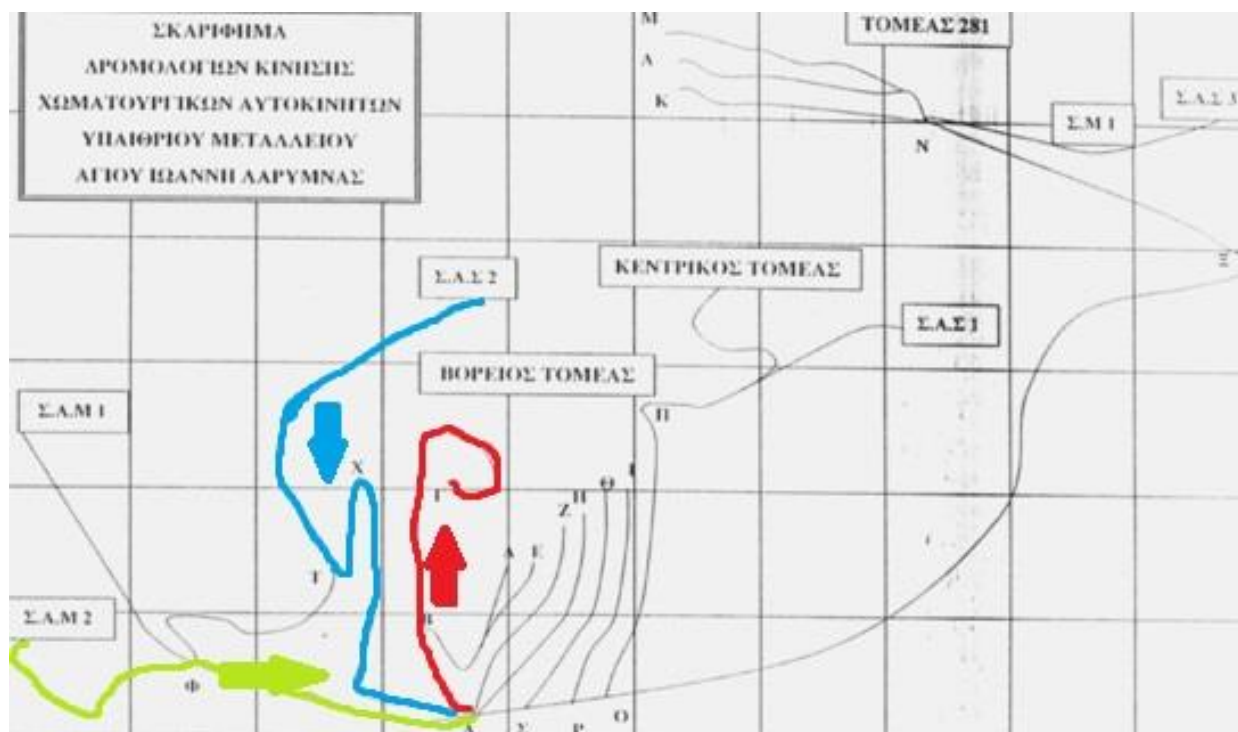 ΣΚΑΡΙΦΗΜΑ
ΔΡΟΜΟΛΟΓΙΩΝ ΚΙΝΗΣΗΣ
ΧΩΜΑΤΟΥΡΓΙΚΩΝ ΑΥΤΟΚΙΝΗΤΩΝ
ΥΠΑΙΘΡΙΟΥ ΜΕΤΑΛΛΕΙΟΥ
ΑΓΙΟΥ ΙΩΑΝΝΗ ΛΑΡΥΜΝΑΣ
Μ
ΤΟΜΕΑΣ 281
Λ
Κ
Σ.Α.Σ 3
Σ.Μ 1
Ν
Ξ
ΚΕΝΤΡΙΚΟΣ ΤΟΜΕΑΣ
Σ.Α.Σ 2
Σ.Α.Σ 1
ΒΟΡΕΙΟΣ ΤΟΜΕΑΣ
Σ.Α.Μ 1
Π
Χ
Γ
Ζ
Η
Θ
Ι
Δ
Ε
Τ
Β
Σ.Α.Μ 2
Φ
Α
Σ
Ρ
Ο